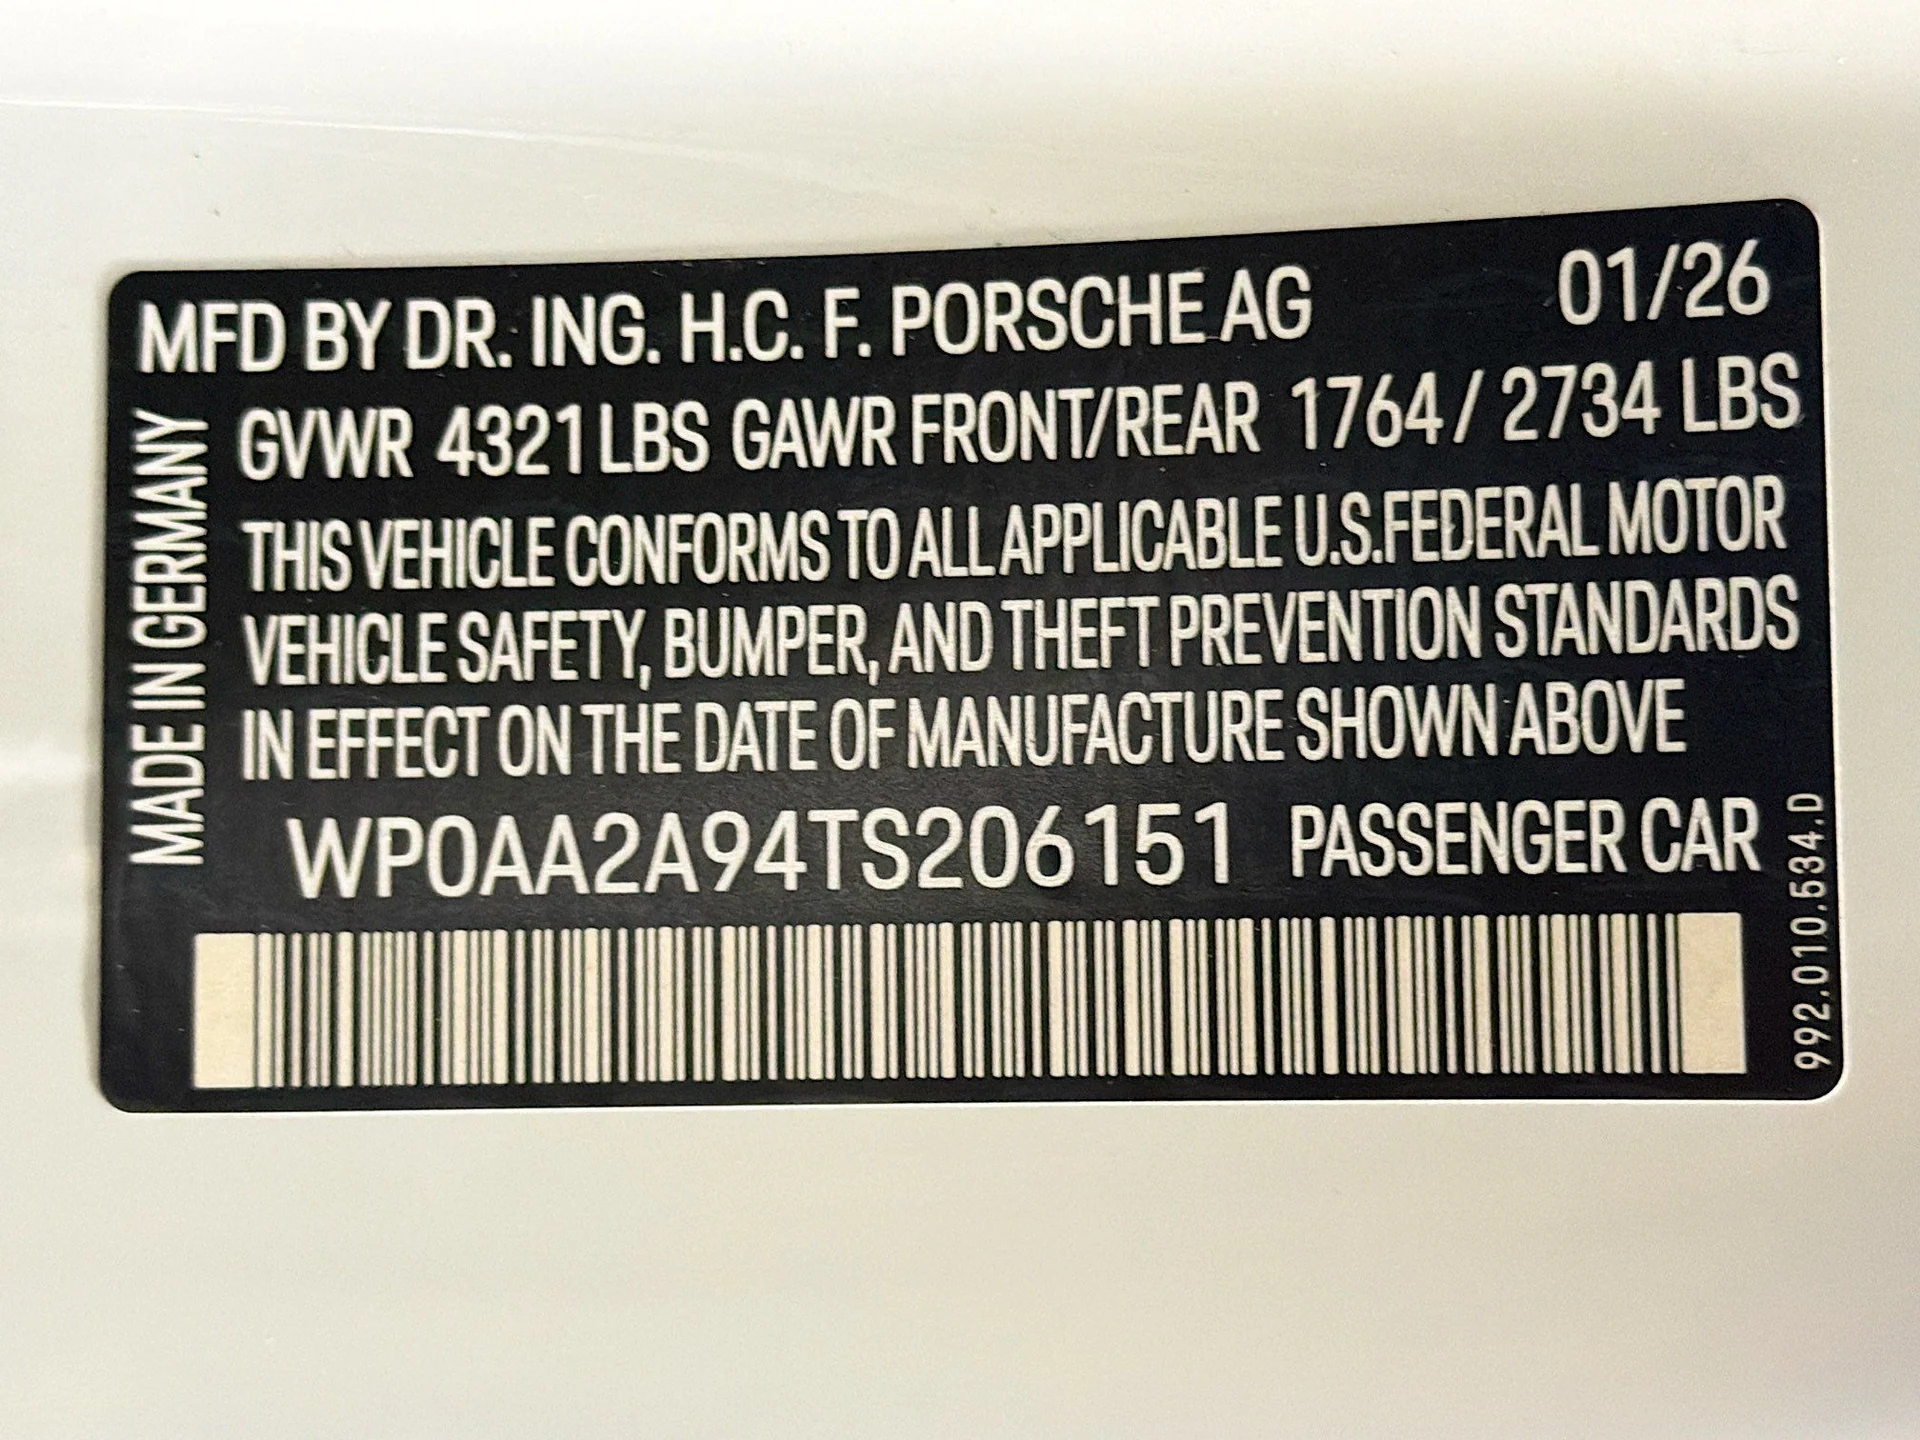 MFD BY DR. ING. H.C. F. PORSCHE AG 01/26
GVWR 4321 LBS GAWR FRONT/REAR 1764 / 2734 LBS
THIS VEHICLE CONFORMS TO ALL APPLICABLE U.S.FEDERAL MOTOR
VEHICLE SAFETY, BUMPER, AND THEFT PREVENTION STANDARDS
IN EFFECT ON THE DATE OF MANUFACTURE SHOWN ABOVE
WP0AA2A94TS206151 PASSENGER CAR
MADE IN GERMANY
992.010.534.D